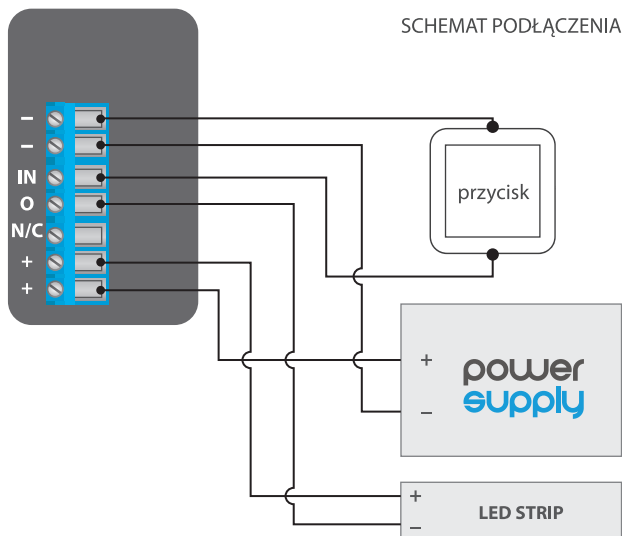 SCHEMAT PODŁĄCZENIA
–
–
IN
O
N/C
+
+
przycisk
+
power
supply
–
+
LED STRIP
–